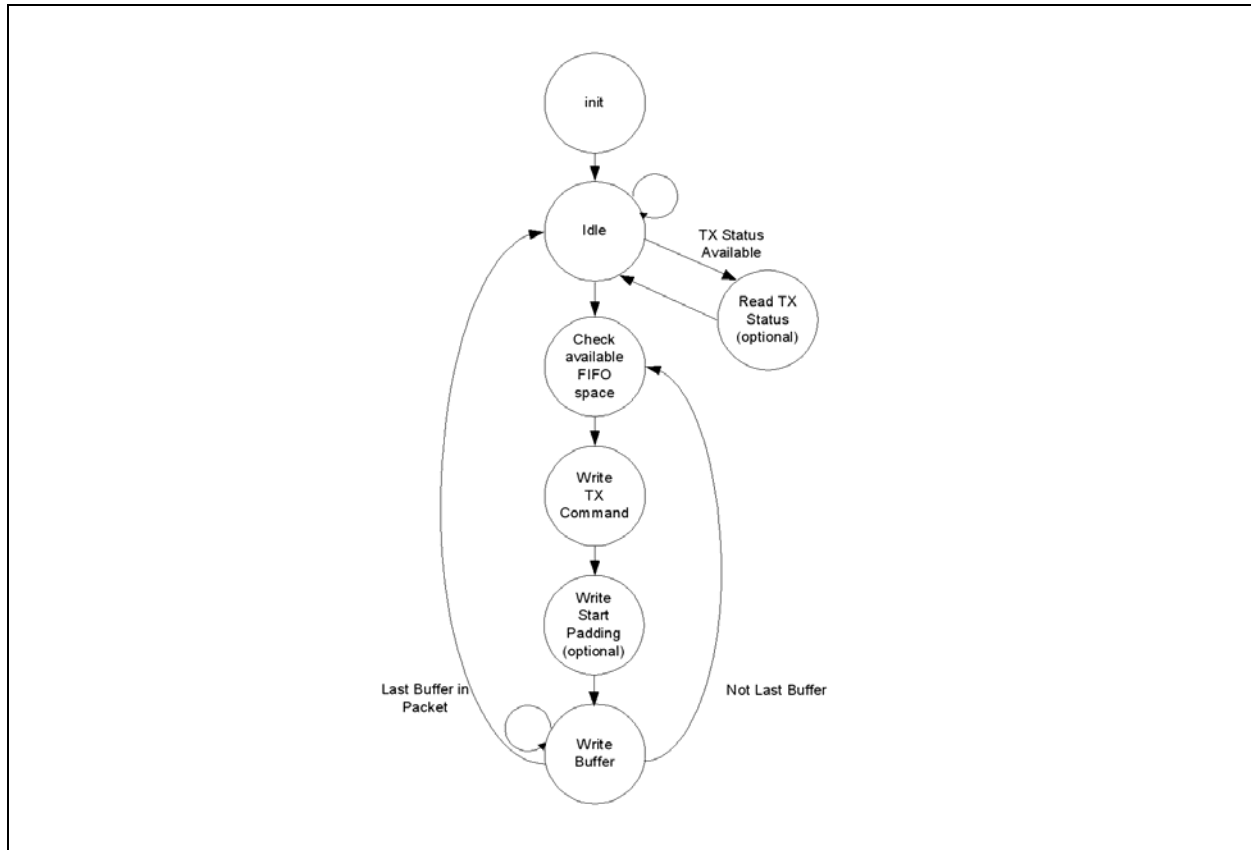 init
Idle
TX Status
Available
Read TX
Status
(optional)
Check
available
FIFO
space
Write
TX
Command
Write
Start
Padding
(optional)
Last Buffer in
Packet
Not Last Buffer
Write
Buffer